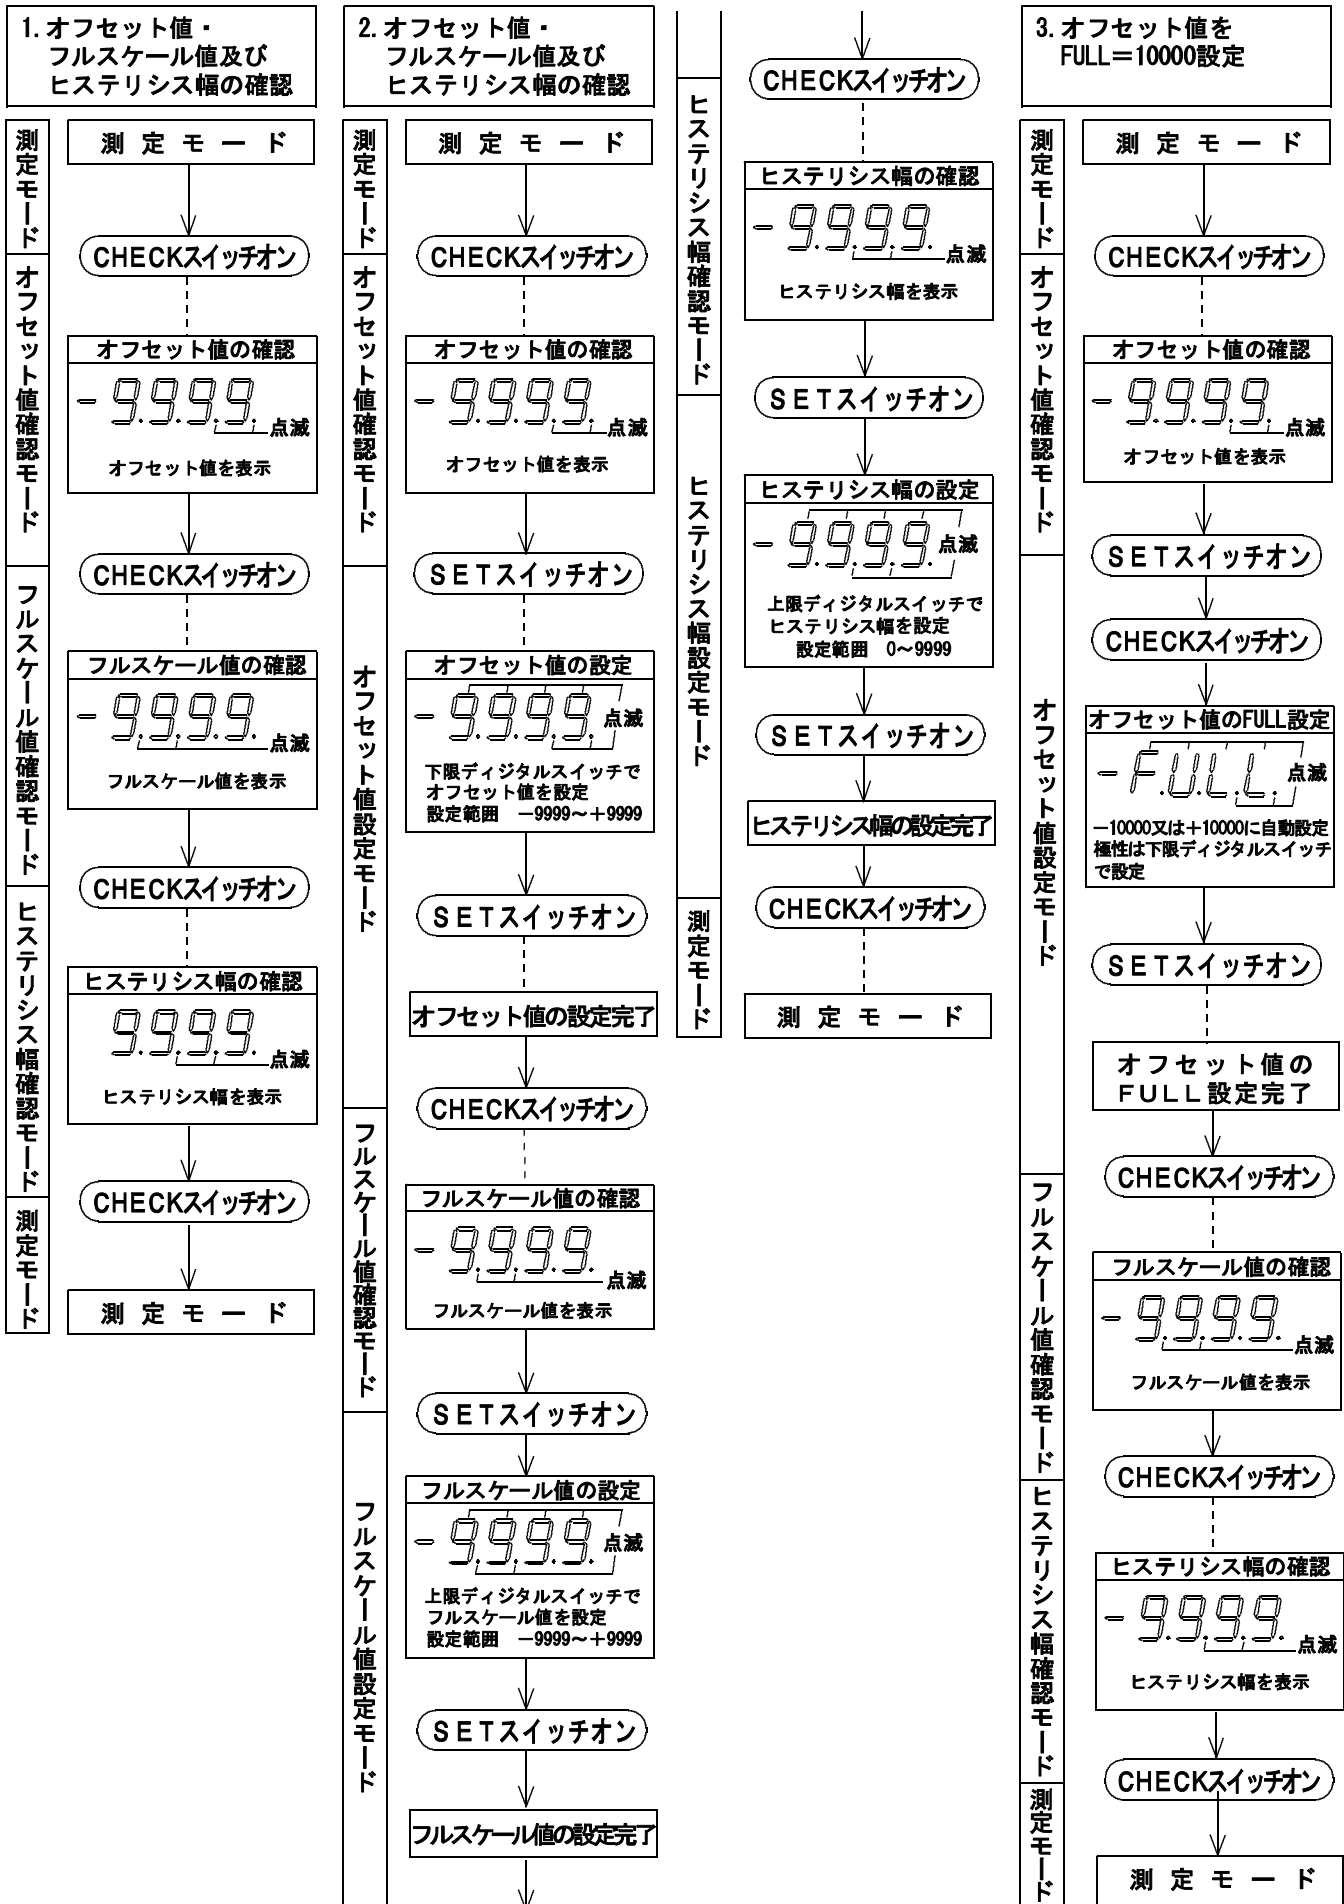 1.オフセット値・
フルスケール値及び
ヒステリシス幅の確認
測定モード
測定モード
CHECKスイッチオン
オフセット値確認モード
オフセット値の確認
-9.9.9.9.
点滅
オフセット値を表示
CHECKスイッチオン
フルスケール値確認モード
フルスケール値の確認
-9.9.9.9.
点滅
フルスケール値を表示
CHECKスイッチオン
ヒステリシス幅確認モード
ヒステリシス幅の確認
9.9.9.9.
点滅
ヒステリシス幅を表示
CHECKスイッチオン
測定モード
測定モード
2.オフセット値・
フルスケール値及び
ヒステリシス幅の確認
測定モード
測定モード
CHECKスイッチオン
オフセット値確認モード
オフセット値の確認
-9.9.9.9.
点滅
オフセット値を表示
SETスイッチオン
オフセット値設定モード
オフセット値の設定
-9.9.9.9.
点滅
下限ディジタルスイッチで
オフセット値を設定
設定範囲 -9999~+9999
SETスイッチオン
オフセット値の設定完了
CHECKスイッチオン
フルスケール値確認モード
フルスケール値の確認
-9.9.9.9.
点滅
フルスケール値を表示
SETスイッチオン
フルスケール値設定モード
フルスケール値の設定
-9.9.9.9.
点滅
上限ディジタルスイッチで
フルスケール値を設定
設定範囲 -9999~+9999
SETスイッチオン
フルスケール値の設定完了
CHECKスイッチオン
ヒステリシス幅確認モード
ヒステリシス幅の確認
-9.9.9.9.
点滅
ヒステリシス幅を表示
SETスイッチオン
ヒステリシス幅設定モード
ヒステリシス幅の設定
-9.9.9.9.
点滅
上限ディジタルスイッチで
ヒステリシス幅を設定
設定範囲 0~9999
SETスイッチオン
ヒステリシス幅の設定完了
CHECKスイッチオン
測定モード
測定モード
3.オフセット値を
FULL=10000設定
測定モード
測定モード
CHECKスイッチオン
オフセット値確認モード
オフセット値の確認
-9.9.9.9.
点滅
オフセット値を表示
SETスイッチオン
CHECKスイッチオン
オフセット値設定モード
オフセット値のFULL設定
-F.U.L.L.
点滅
-10000又は+10000に自動設定
極性は下限ディジタルスイッチ
で設定
SETスイッチオン
オフセット値の
FULL設定完了
CHECKスイッチオン
フルスケール値確認モード
フルスケール値の確認
-9.9.9.9.
点滅
フルスケール値を表示
CHECKスイッチオン
ヒステリシス幅確認モード
ヒステリシス幅の確認
-9.9.9.9.
点滅
ヒステリシス幅を表示
CHECKスイッチオン
測定モード
測定モード